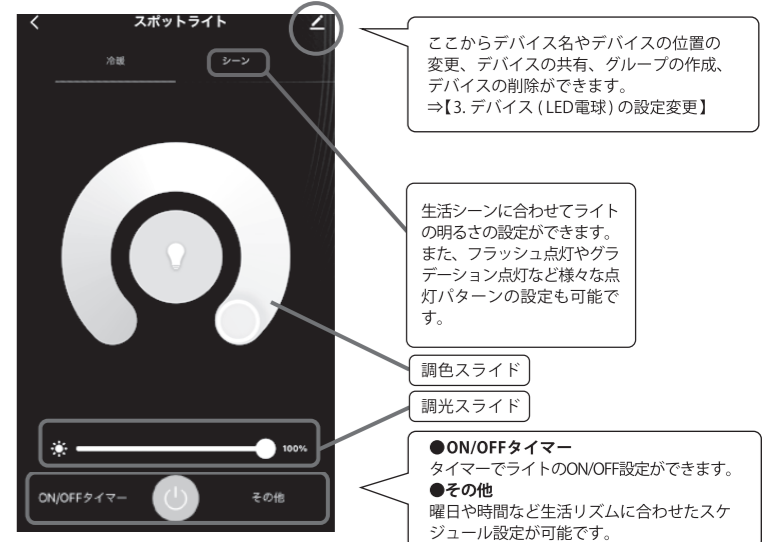 スポットライト
冷暖
シーン
100%
ON/OFFタイマー
その他
ここからデバイス名やデバイスの位置の
変更、デバイスの共有、グループの作成、
デバイスの削除ができます。
⇒【3. デバイス ( LED電球 ) の設定変更】
生活シーンに合わせてライト
の明るさの設定ができます。
また、フラッシュ点灯やグラ
デーション点灯など様々な点
灯パターンの設定も可能で
す。
調色スライド
調光スライド
●ON/OFFタイマー
タイマーでライトのON/OFF設定ができます。
●その他
曜日や時間など生活リズムに合わせたスケ
ジュール設定が可能です。